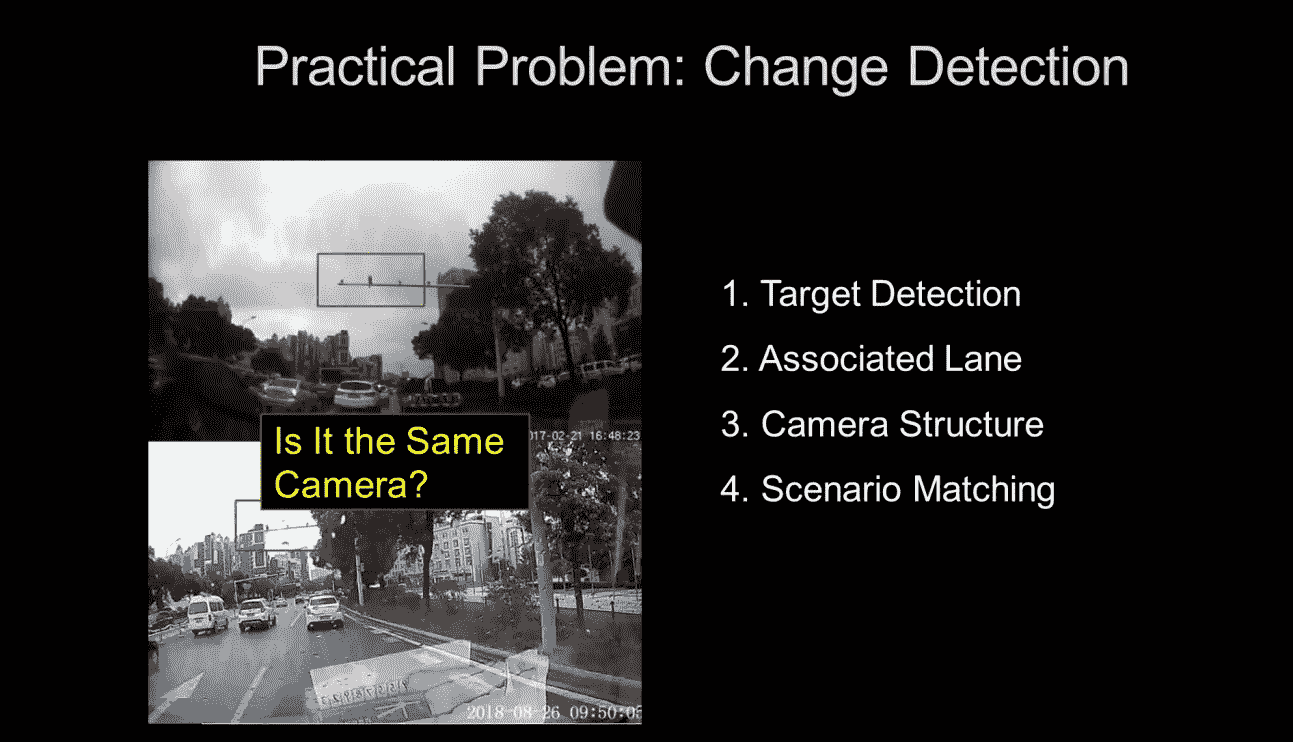 Practical Problem: Change Detection
Is It the Same
Camera?
017-02-21 16:48:23
2018-08-26 09:50:05
1. Target Detection
2. Associated Lane
3. Camera Structure
4. Scenario Matching